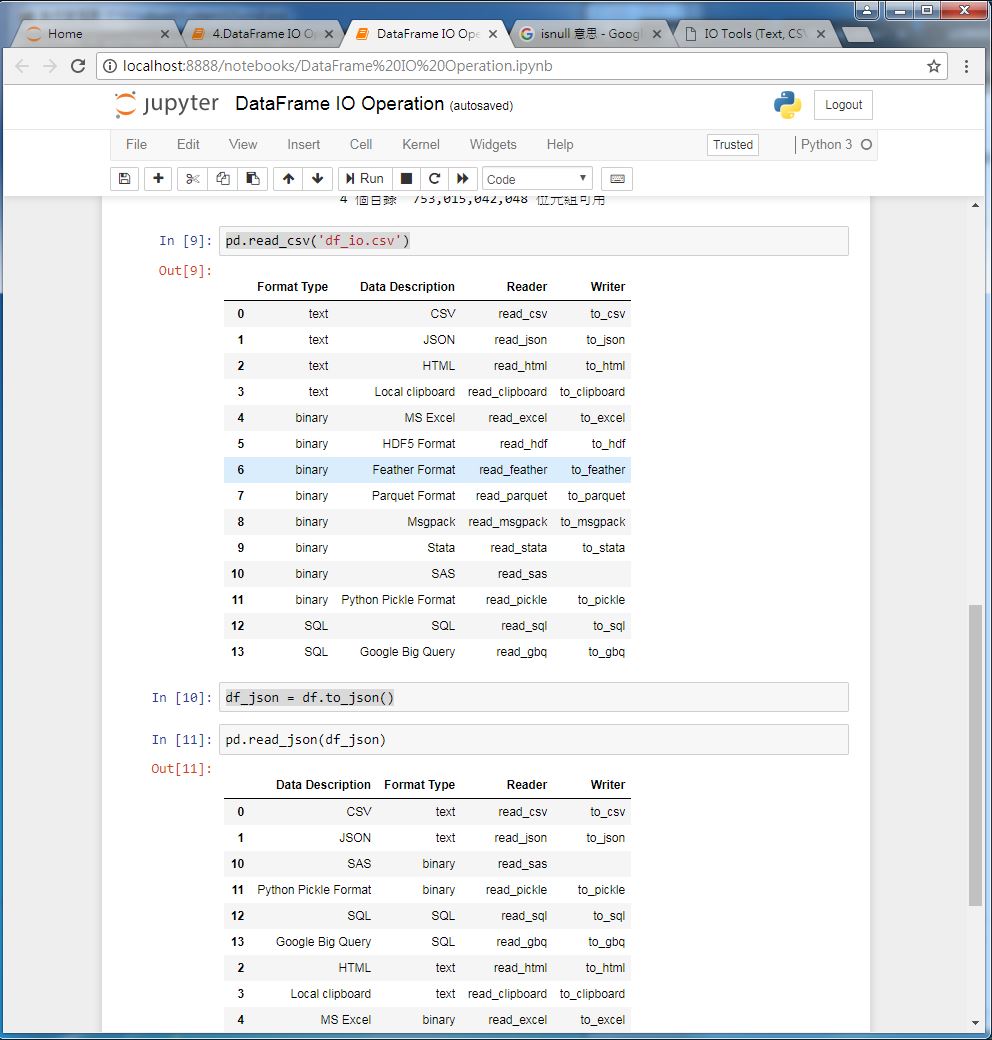 Home
4.DataFrame IO O
DataFrame IO Ope
isnull 意思 - Googl
IO Tools (Text, CSV
localhost:8888/notebooks/DataFrame%20IO%20Operation.ipynb
jupyter DataFrame IO Operation (autosaved)
Logout
File Edit View Insert Cell Kernel Widgets Help
Trusted
Python 3
Run
Code
4 個目錄 753,015,042,048 位元組可用
In [9]: pd.read_csv('df_io.csv')
Out[9]:
Format Type Data Description Reader Writer
0 text CSV read_csv to_csv
1 text JSON read_json to_json
2 text HTML read_html to_html
3 text Local clipboard read_clipboard to_clipboard
4 binary MS Excel read_excel to_excel
5 binary HDF5 Format read_hdf to_hdf
6 binary Feather Format read_feather to_feather
7 binary Parquet Format read_parquet to_parquet
8 binary Msgpack read_msgpack to_msgpack
9 binary Stata read_stata to_stata
10 binary SAS read_sas
11 binary Python Pickle Format read_pickle to_pickle
12 SQL SQL read_sql to_sql
13 SQL Google Big Query read_gbq to_gbq
In [10]: df_json = df.to_json()
In [11]: pd.read_json(df_json)
Out[11]:
Data Description Format Type Reader Writer
0 CSV text read_csv to_csv
1 JSON text read_json to_json
10 SAS binary read_sas
11 Python Pickle Format binary read_pickle to_pickle
12 SQL SQL read_sql to_sql
13 Google Big Query SQL read_gbq to_gbq
2 HTML text read_html to_html
3 Local clipboard text read_clipboard to_clipboard
4 MS Excel binary read_excel to_excel